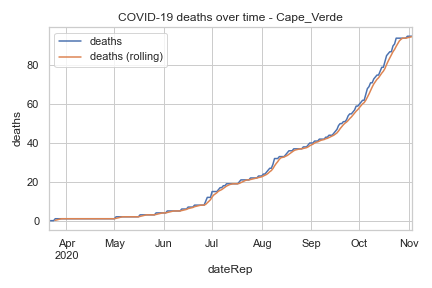 COVID-19 deaths over time - Cape_Verde
deaths
deaths (rolling)
deaths
80
60
40
20
0
Apr May Jun Jul Aug Sep Oct Nov
2020
dateRep